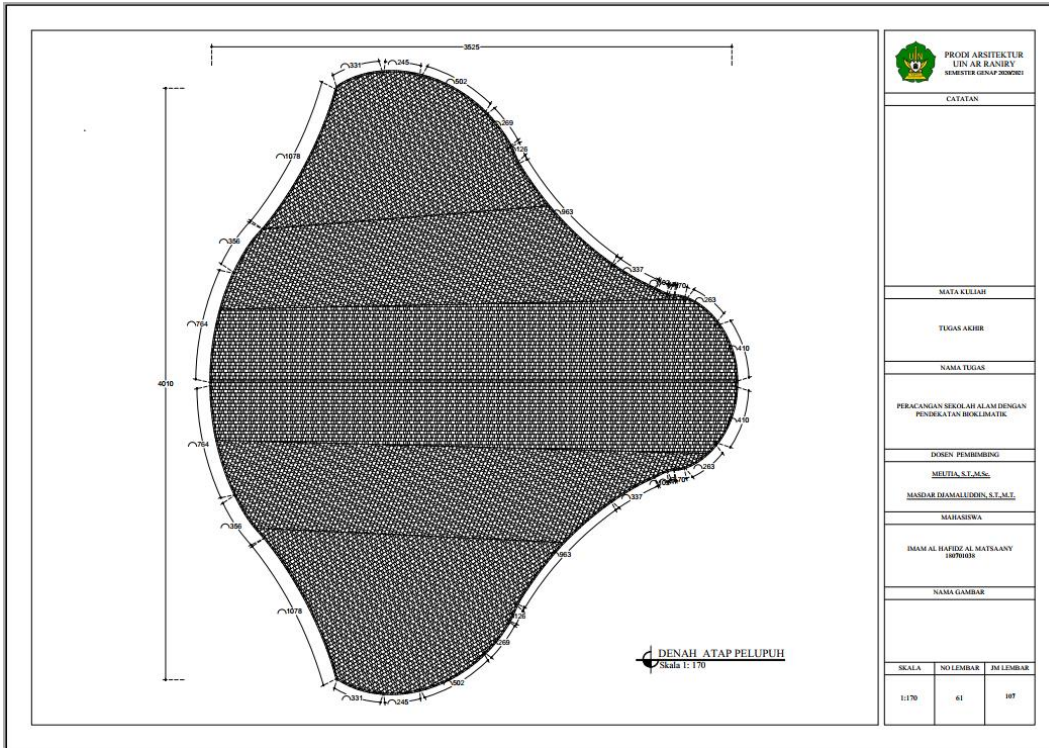 3525
331
245
502
269
126
1078
963
356
337
170
263
764
410
4010
764
410
263
337
356
963
1078
126
269
502
331
245
DENAH ATAP PELUPUH
Skala 1: 170
UIN
PRODI ARSITEKTUR
UIN AR RANIRY
SEMESTER GENAP 2020/2021
CATATAN
MATA KULIAH
TUGAS AKHIR
NAMA TUGAS
PERACANGAN SEKOLAH ALAM DENGAN
PENDEKATAN BIOKLIMATIK
DOSEN PEMBIMBING
MEUTIA, S.T.,M.Sc.
MASDAR DJAMALUDDIN, S.T.,M.T.
MAHASISWA
IMAM AL HAFIDZ AL MATSAANY
180701038
NAMA GAMBAR
SKALA NO LEMBAR JM LEMBAR
1:170 61 107